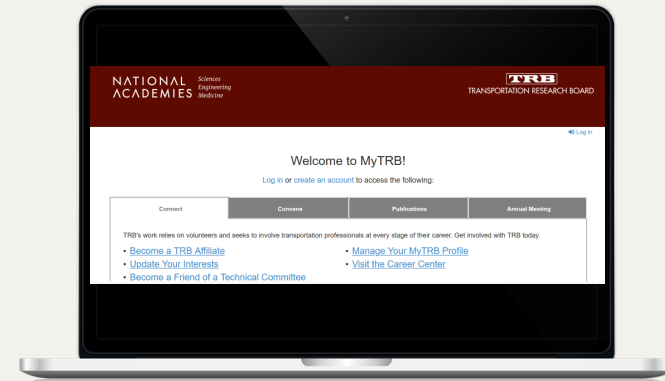 NATIONAL ACADEMIES
Sciences
Engineering
Medicine
TRB
TRANSPORTATION RESEARCH BOARD
Log in
Welcome to MyTRB!
Log in or create an account to access the following:
Connect
Convene
Publications
Annual Meeting
TRB's work relies on volunteers and seeks to involve transportation professionals at every stage of their career. Get involved with TRB today.
• Become a TRB Affiliate
• Update Your Interests
• Become a Friend of a Technical Committee
• Manage Your MyTRB Profile
• Visit the Career Center